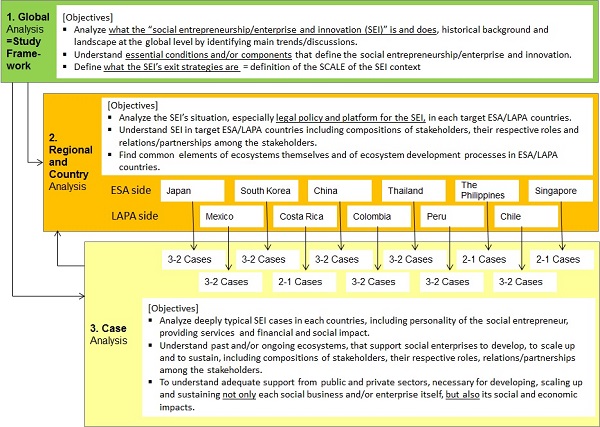 1. Global
Analysis
=Study
Frame-
work
[Objectives]
▪ Analyze what the "social entrepreneurship/enterprise and innovation (SEI)" is and does, historical background and
landscape at the global level by identifying main trends/discussions.
▪ Understand essential conditions and/or components that define the social entrepreneurship/enterprise and innovation.
▪ Define what the SEI's exit strategies are = definition of the SCALE of the SEI context
2.
Regional
and
Country
Analysis
[Objectives]
▪ Analyze the SEI's situation, especially legal policy and platform for the SEI, in each target ESA/LAPA countries.
▪ Understand SEI in target ESA/LAPA countries including compositions of stakeholders, their respective roles and
relations/partnerships among the stakeholders.
▪ Find common elements of ecosystems themselves and of ecosystem development processes in ESA/LAPA
countries.
ESA side
Japan
South Korea
China
Thailand
The
Philippines
Singapore
LAPA side
Mexico
Costa Rica
Colombia
Peru
Chile
3-2 Cases
3-2 Cases
3-2 Cases
3-2 Cases
2-1 Cases
2-1 Cases
3-2 Cases
2-1 Cases
3-2 Cases
3-2 Cases
3-2 Cases
3. Case
Analysis
[Objectives]
▪ Analyze deeply typical SEI cases in each countries, including personality of the social entrepreneur,
providing services and financial and social impact.
▪ Understand past and/or ongoing ecosystems, that support social enterprises to develop, to scale up
and to sustain, including compositions of stakeholders, their respective roles, relations/partnerships
among the stakeholders.
▪ To understand adequate support from public and private sectors, necessary for developing, scaling up
and sustaining not only each social business and/or enterprise itself, but also its social and economic
impacts.